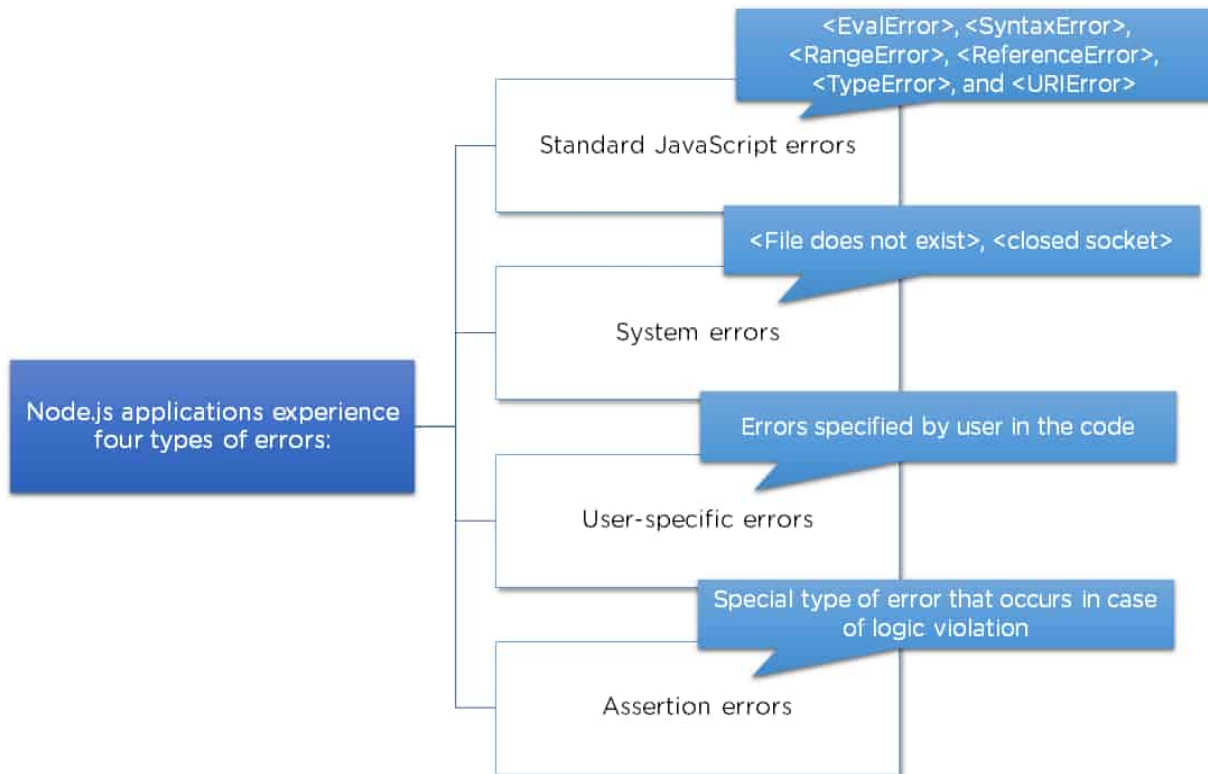 <EvalError>, <SyntaxError>,
<RangeError>, <ReferenceError>,
<TypeError>, and <URIError>
Standard JavaScript errors
<File does not exist>, <closed socket>
System errors
Node.js applications experience
four types of errors:
Errors specified by user in the code
User-specific errors
Special type of error that occurs in case
of logic violation
Assertion errors